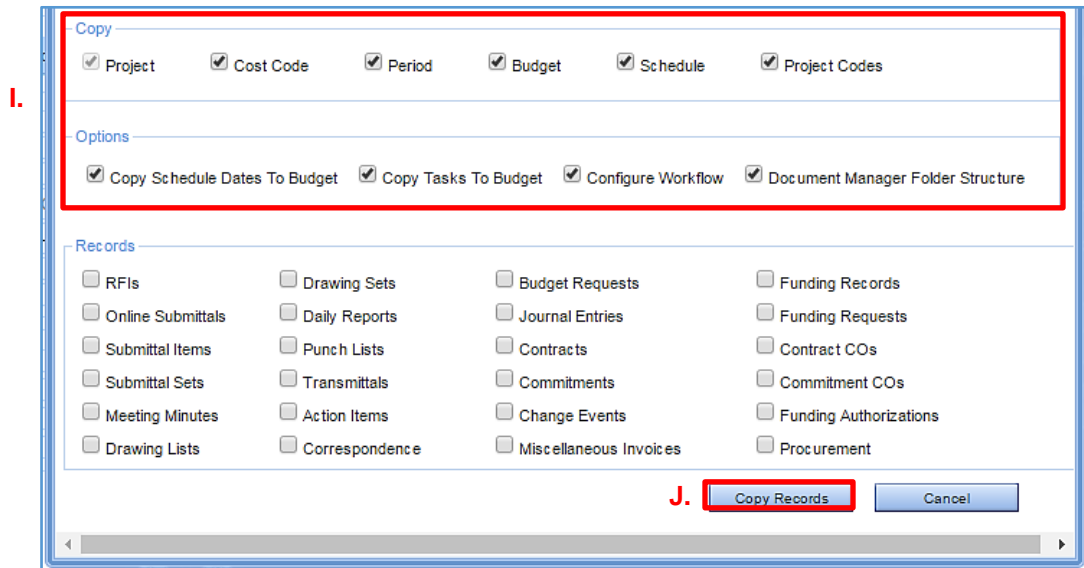 Copy
Project Cost Code Period Budget Schedule Project Codes
I.
Options
Copy Schedule Dates To Budget Copy Tasks To Budget Configure Workflow Document Manager Folder Structure
Records
RFIs Drawing Sets Budget Requests Funding Records
Online Submittals Daily Reports Journal Entries Funding Requests
Submittal Items Punch Lists Contracts Contract COs
Submittal Sets Transmittals Commitments Commitment COs
Meeting Minutes Action Items Change Events Funding Authorizations
Drawing Lists Correspondence Miscellaneous Invoices Procurement
J. Copy Records Cancel